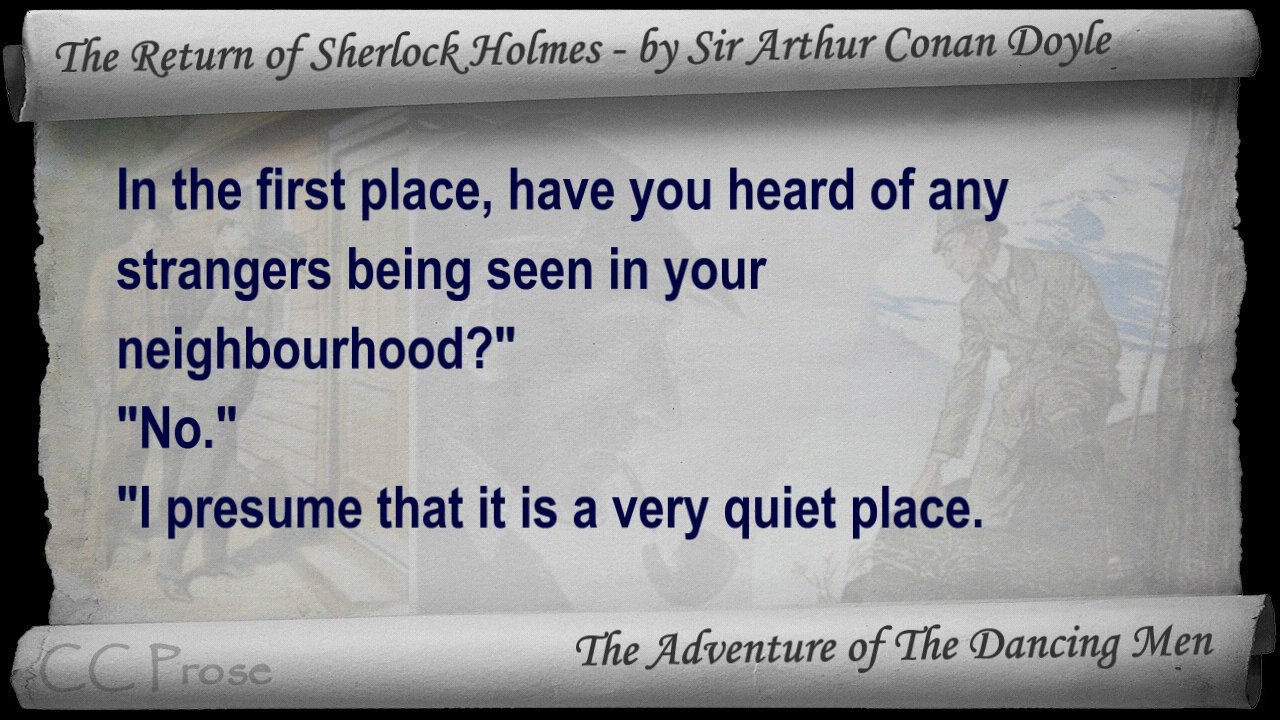 The Return of Sherlock Holmes - by Sir Arthur Conan Doyle
In the first place, have you heard of any
strangers being seen in your
neighbourhood?"
"No."
"I presume that it is a very quiet place.
The Adventure of The Dancing Men
CC Prose